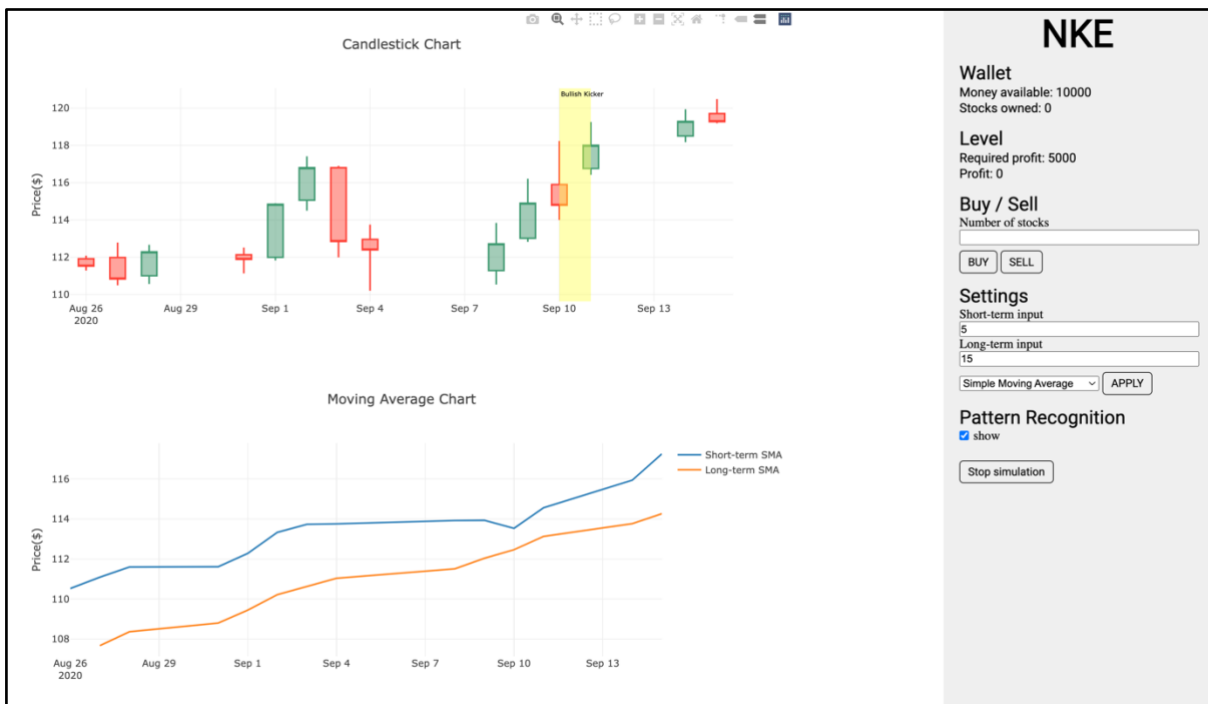 Candlestick Chart
Bullish Kicker
120
118
116
114
112
110
Price($)
Aug 26
2020
Aug 29
Sep 1
Sep 4
Sep 7
Sep 10
Sep 13
Moving Average Chart
Short-term SMA
Long-term SMA
116
114
112
110
108
Price($)
Aug 26
2020
Aug 29
Sep 1
Sep 4
Sep 7
Sep 10
Sep 13
NKE
Wallet
Money available: 10000
Stocks owned: 0
Level
Required profit: 5000
Profit: 0
Buy / Sell
Number of stocks
BUY SELL
Settings
Short-term input
5
Long-term input
15
Simple Moving Average APPLY
Pattern Recognition
show
Stop simulation